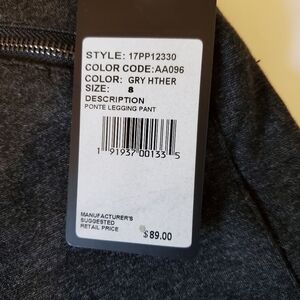 STYLE: 17PP12330
COLOR CODE:AA096
COLOR: GRY HTHER
SIZE: 8
DESCRIPTION
PONTE LEGGING PANT
1 91937 00133 5
MANUFACTURER'S
SUGGESTED
RETAIL PRICE
$89.00